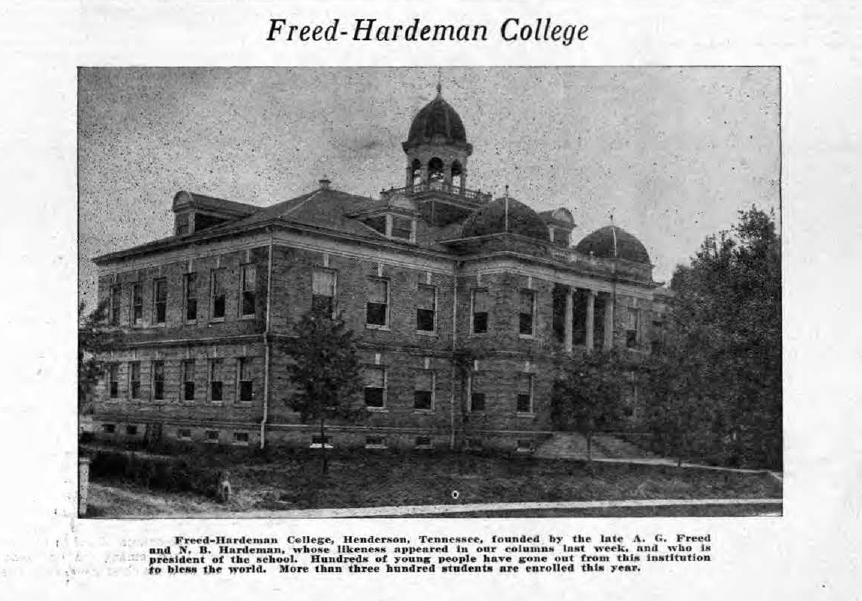 Freed-Hardeman College
Freed-Hardeman College, Henderson, Tennessee, founded by the late A. G. Freed
and N. B. Hardeman, whose likeness appeared in our columns last week, and who is
president of the school. Hundreds of young people have gone out from this institution
to bless the world. More than three hundred students are enrolled this year.